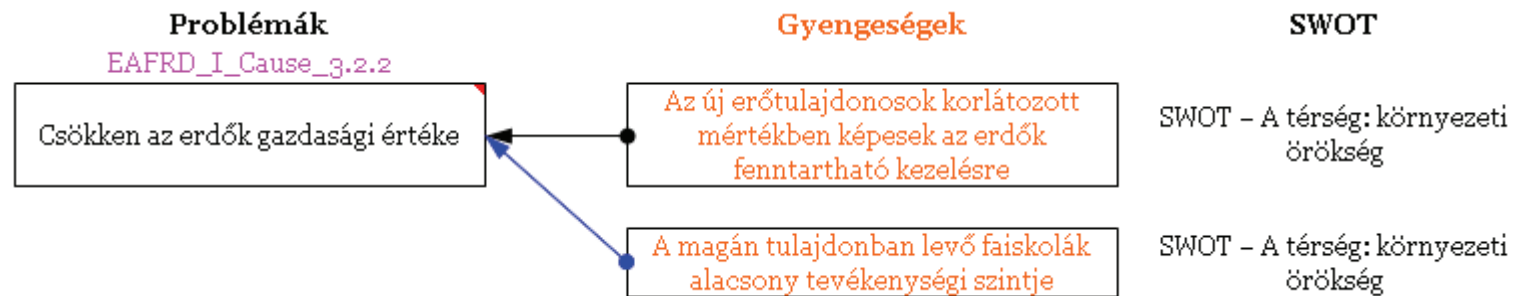 Problémák
Gyengeségek
SWOT
EAFRD_I_Cause_3.2.2
Csökken az erdők gazdasági értéke
Az új erőtulajdonosok korlátozott
mértékben képesek az erdők
fenntartható kezelésre
SWOT – A térség: környezeti
örökség
A magán tulajdonban levő faiskolák
alacsony tevékenységi szintje
SWOT – A térség: környezeti
örökség